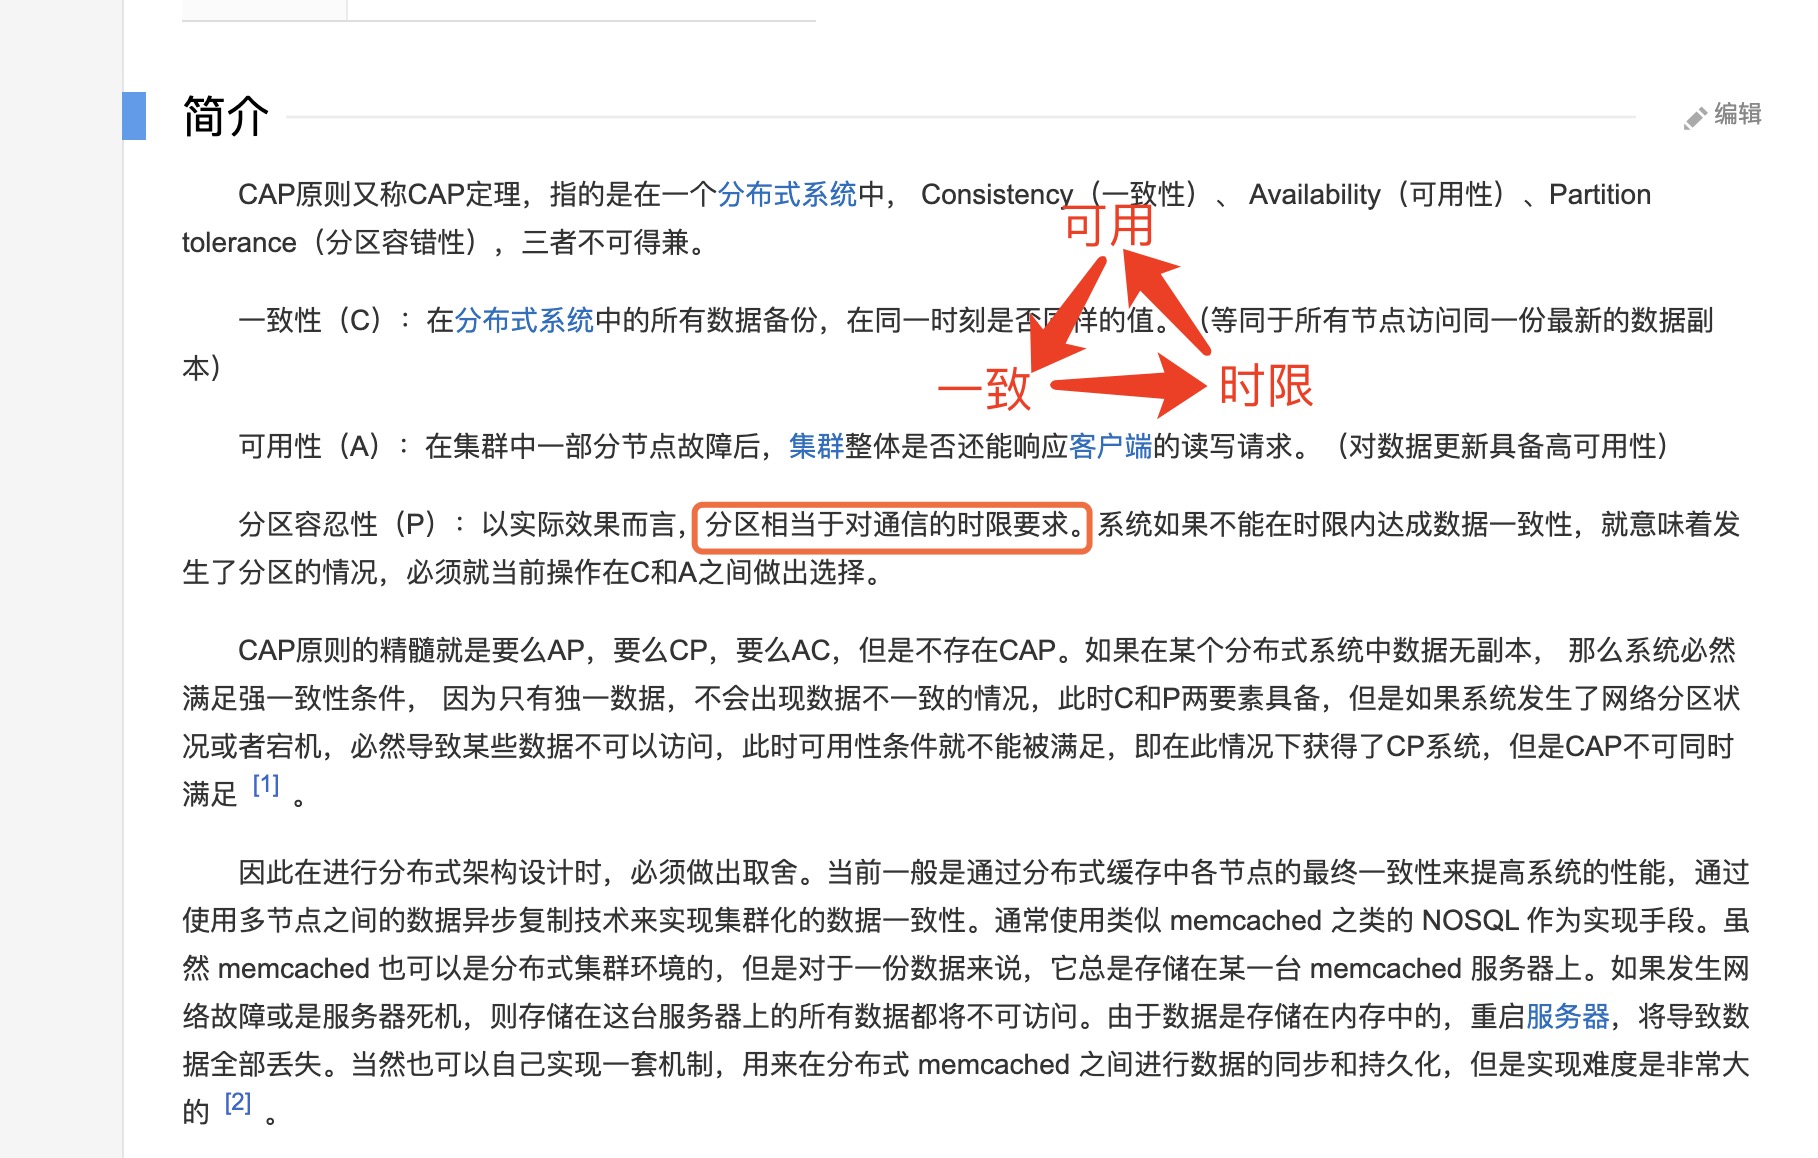 简介
编辑
CAP原则又称CAP定理，指的是在一个分布式系统中， Consistency（一致性）、 Availability（可用性）、Partition
tolerance（分区容错性），三者不可得兼。
可用
一致性（C）：在分布式系统中的所有数据备份，在同一时刻是否同样的值。（等同于所有节点访问同一份最新的数据副
本）
一致
时限
可用性（A）：在集群中一部分节点故障后，集群整体是否还能响应客户端的读写请求。（对数据更新具备高可用性）
分区容忍性（P）：以实际效果而言，分区相当于对通信的时限要求。系统如果不能在时限内达成数据一致性，就意味着发
生了分区的情况，必须就当前操作在C和A之间做出选择。
CAP原则的精髓就是要么AP，要么CP，要么AC，但是不存在CAP。如果在某个分布式系统中数据无副本， 那么系统必然
满足强一致性条件， 因为只有独一数据，不会出现数据不一致的情况，此时C和P两要素具备，但是如果系统发生了网络分区状
况或者宕机，必然导致某些数据不可以访问，此时可用性条件就不能被满足，即在此情况下获得了CP系统，但是CAP不可同时
满足 [1] 。
因此在进行分布式架构设计时，必须做出取舍。当前一般是通过分布式缓存中各节点的最终一致性来提高系统的性能，通过
使用多节点之间的数据异步复制技术来实现集群化的数据一致性。通常使用类似 memcached 之类的 NOSQL 作为实现手段。虽
然 memcached 也可以是分布式集群环境的，但是对于一份数据来说，它总是存储在某一台 memcached 服务器上。如果发生网
络故障或是服务器死机，则存储在这台服务器上的所有数据都将不可访问。由于数据是存储在内存中的，重启服务器，将导致数
据全部丢失。当然也可以自己实现一套机制，用来在分布式 memcached 之间进行数据的同步和持久化，但是实现难度是非常大
的 [2] 。